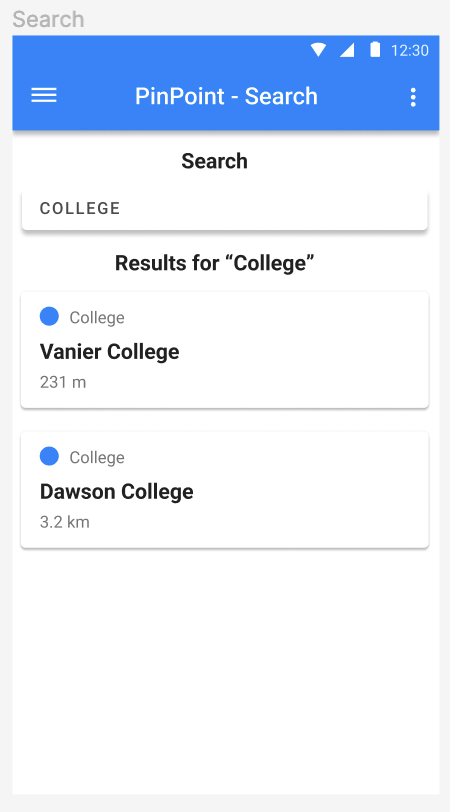 Search
12:30
PinPoint - Search
Search
COLLEGE
Results for “College”
College
Vanier College
231 m
College
Dawson College
3.2 km